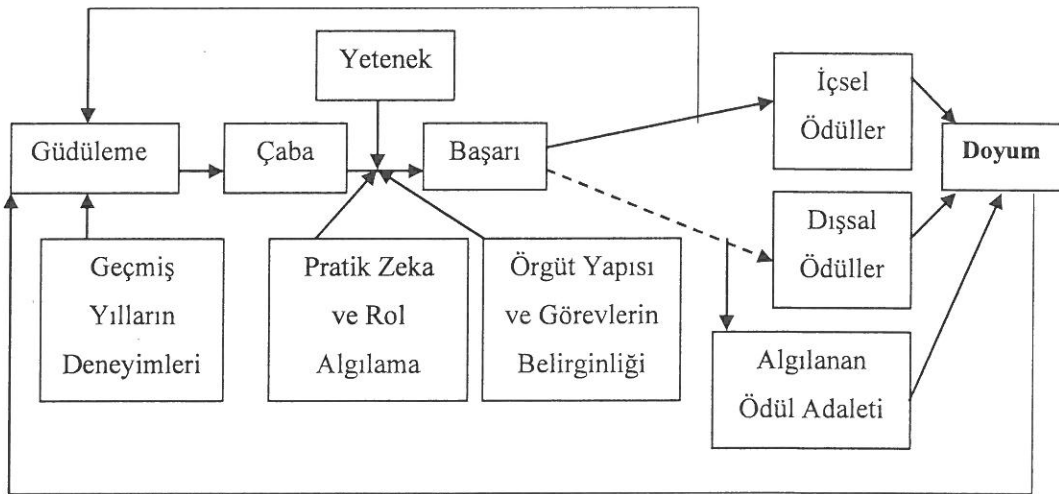 Yetenek
Güdüleme
Çaba
Başarı
İçsel
Ödüller
Doyum
Dışsal
Ödüller
Geçmiş
Yılların
Deneyimleri
Pratik Zeka
ve Rol
Algılama
Örgüt Yapısı
ve Görevlerin
Belirginliği
Algılanan
Ödül Adaleti